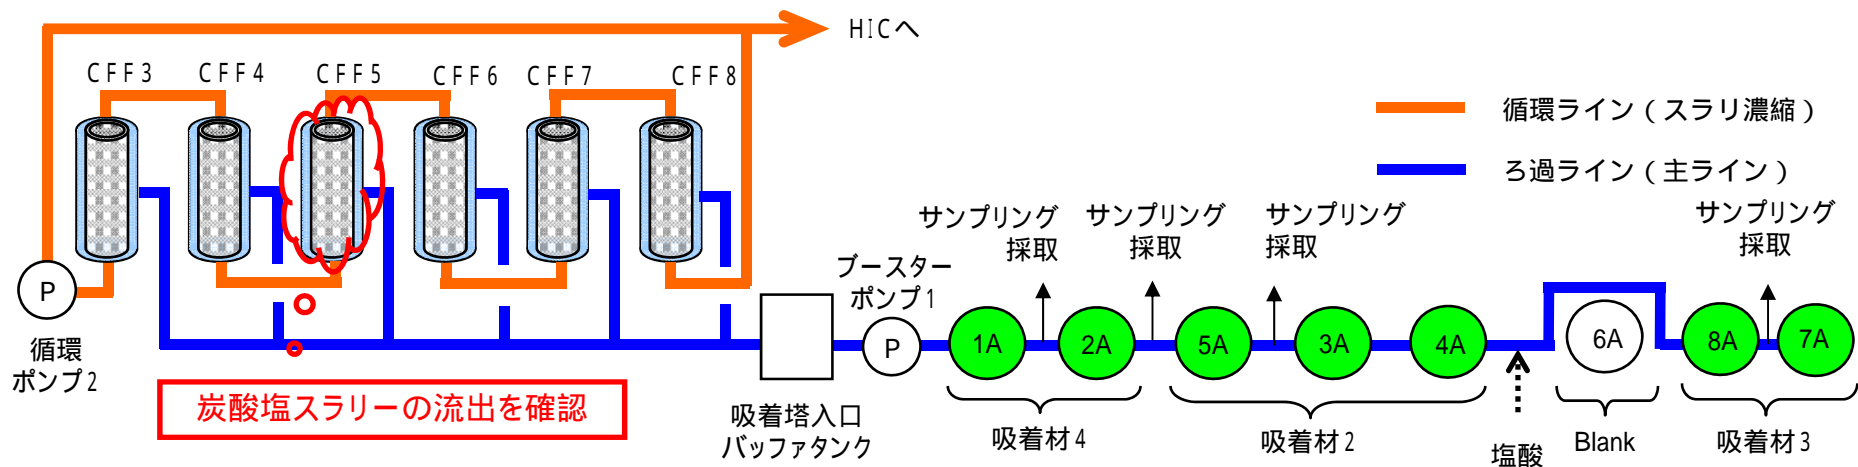 HICへ
CFF3
CFF4
CFF5
CFF6
CFF7
CFF8
循環ライン（スラリ濃縮）
ろ過ライン（主ライン）
サンプリング
採取
サンプリング
採取
サンプリング
採取
サンプリング
採取
P
循環
ポンプ2
炭酸塩スラリーの流出を確認
吸着塔入口
バッファタンク
ブースター
ポンプ1
P
1A
2A
5A
3A
4A
6A
8A
7A
吸着材4
吸着材2
塩酸
Blank
吸着材3